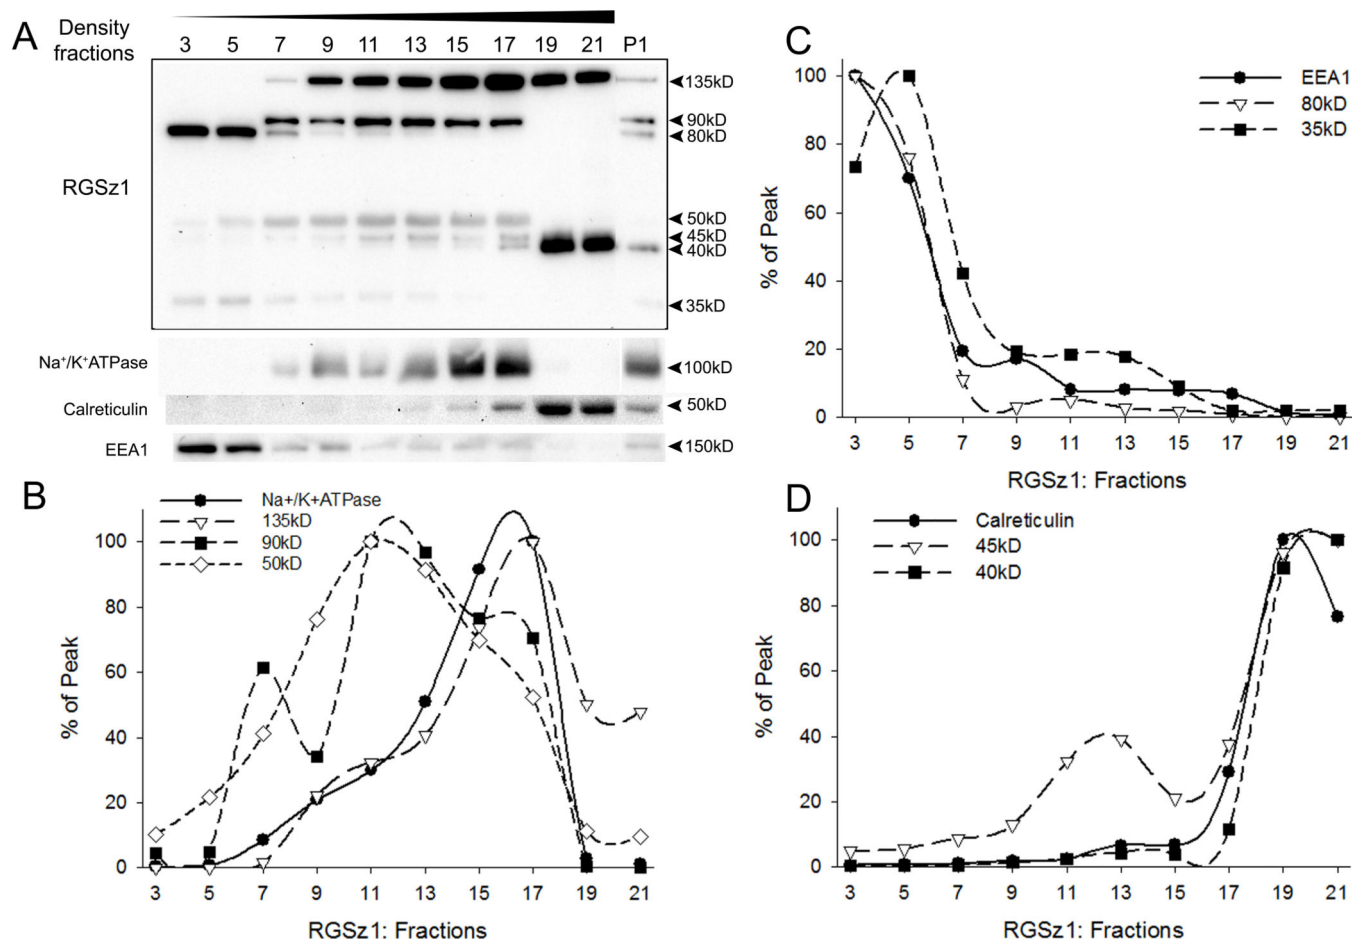 A
Density
fractions
3 5 7 9 11 13 15 17 19 21 P1
RGSz1
135kD
90kD
80kD
50kD
45kD
40kD
35kD
Na⁺/K⁺ATPase
100kD
Calreticulin
50kD
EEA1
150kD
B
Na+/K+ATPase
135kD
90kD
50kD
% of Peak
100
80
60
40
20
0
3 5 7 9 11 13 15 17 19 21
RGSz1: Fractions
C
EEA1
80kD
35kD
% of Peak
100
80
60
40
20
0
3 5 7 9 11 13 15 17 19 21
RGSz1: Fractions
D
Calreticulin
45kD
40kD
% of Peak
100
80
60
40
20
0
3 5 7 9 11 13 15 17 19 21
RGSz1: Fractions